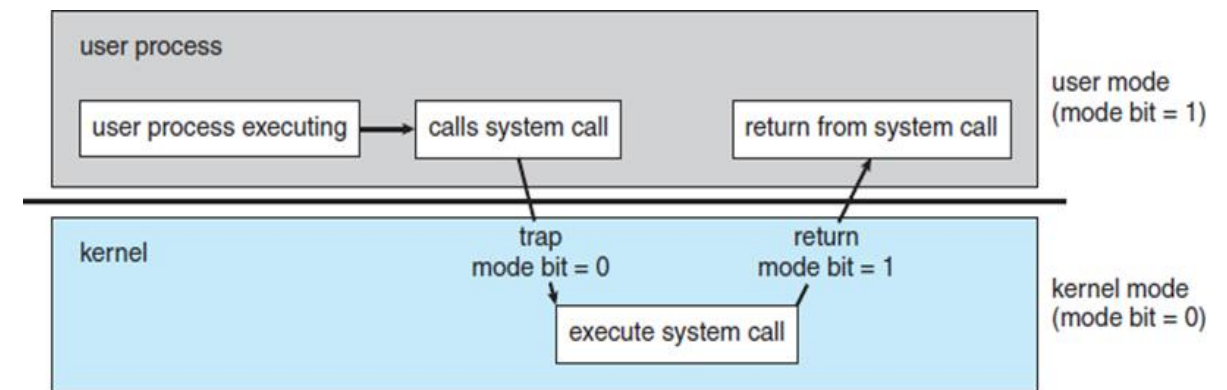 user process
user process executing
calls system call
return from system call
user mode
(mode bit = 1)
kernel
trap
mode bit = 0
return
mode bit = 1
execute system call
kernel mode
(mode bit = 0)